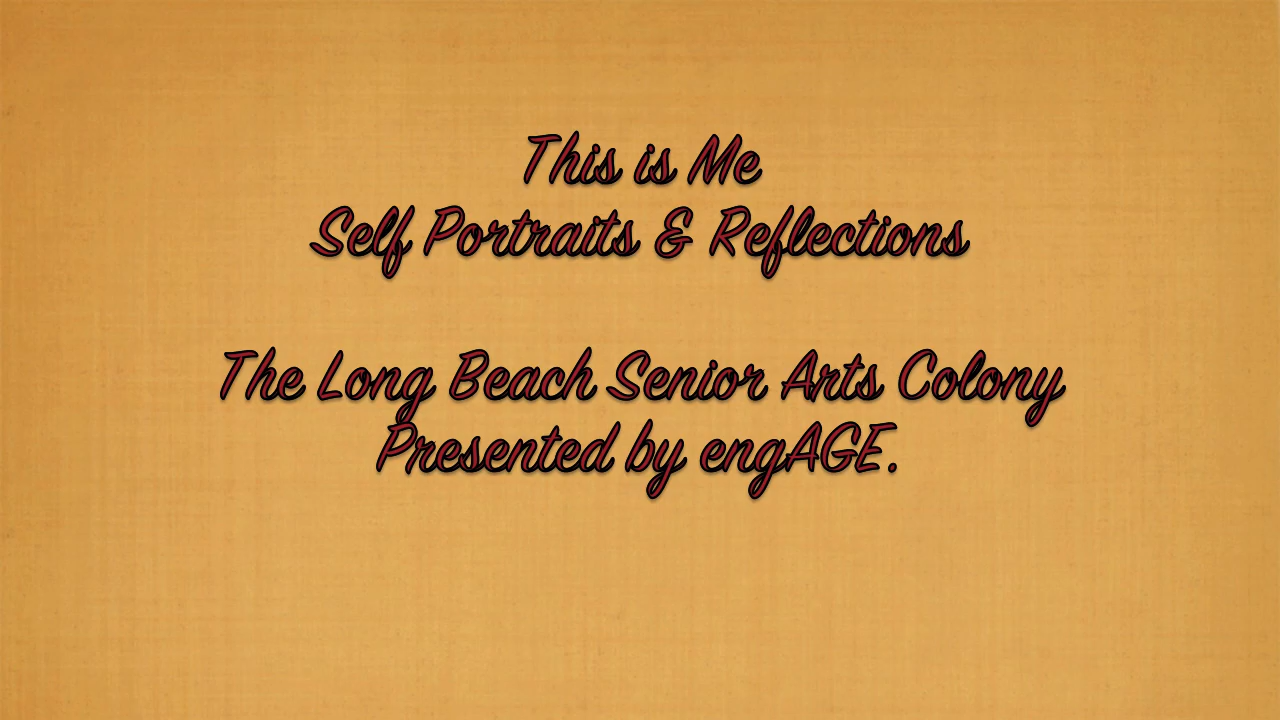 This is Me
Self Portraits & Reflections
The Long Beach Senior Arts Colony
Presented by engAGE.